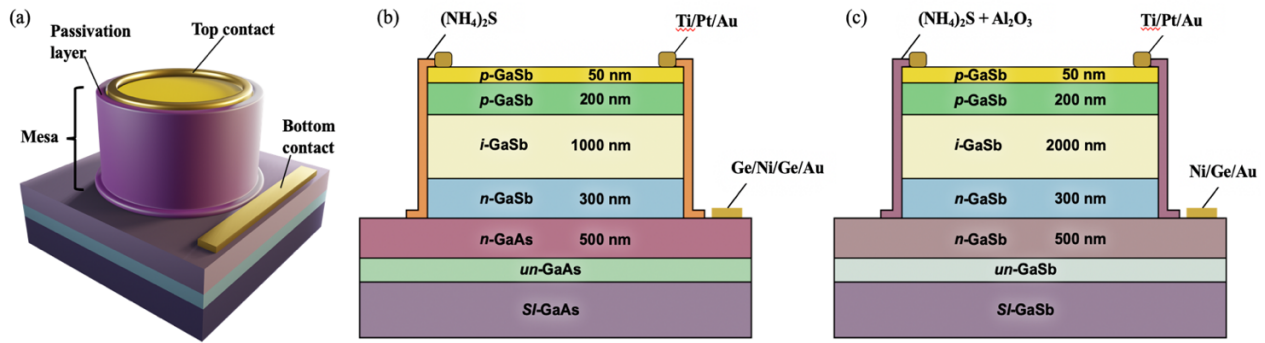 (a)
Passivation
layer
Top contact
Mesa
Bottom
contact
(b)
(NH₄)₂S
Ti/Pt/Au
p-GaSb 50 nm
p-GaSb 200 nm
i-GaSb 1000 nm
n-GaSb 300 nm
Ge/Ni/Ge/Au
n-GaAs 500 nm
un-GaAs
SI-GaAs
(c)
(NH₄)₂S + Al₂O₃
Ti/Pt/Au
p-GaSb 50 nm
p-GaSb 200 nm
i-GaSb 2000 nm
n-GaSb 300 nm
Ni/Ge/Au
n-GaSb 500 nm
un-GaSb
SI-GaSb